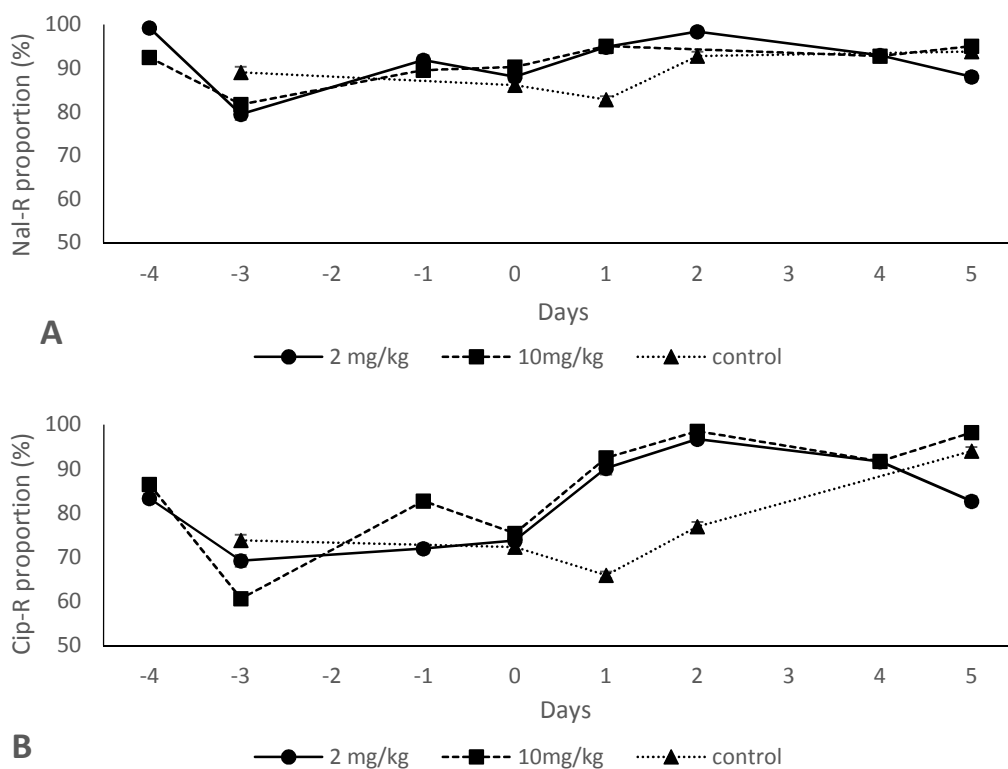 Nal-R proportion (%)
100
90
80
70
60
50
-4 -3 -2 -1 0 1 2 3 4 5
Days
A
2 mg/kg 10mg/kg control
Cip-R proportion (%)
100
90
80
70
60
50
-4 -3 -2 -1 0 1 2 3 4 5
Days
B
2 mg/kg 10mg/kg control